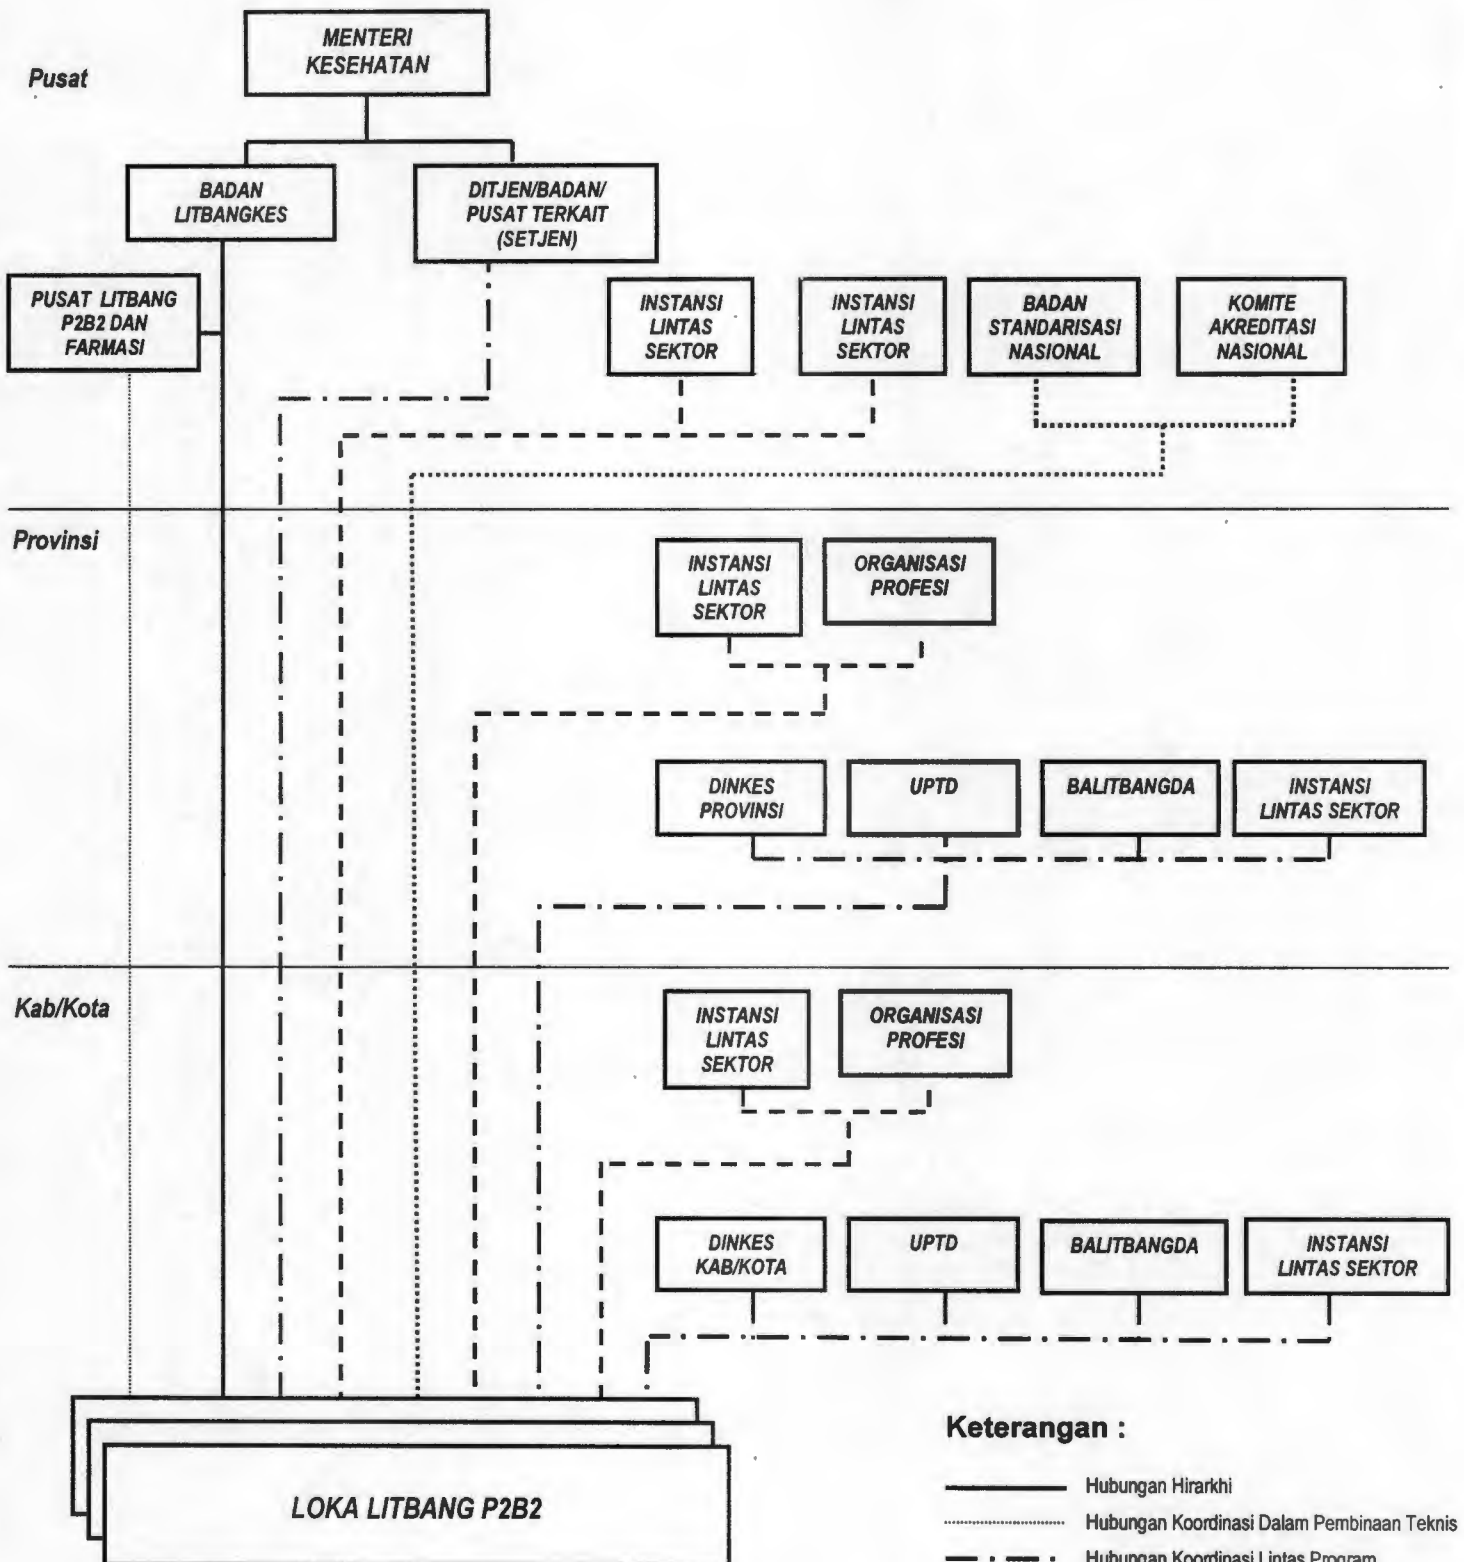 MENTERI
KESEHATAN
Pusat
BADAN
LITBANGKES
DITJEN/BADAN/
PUSAT TERKAIT
(SETJEN)
PUSAT LITBANG
P2B2 DAN
FARMASI
INSTANSI
LINTAS
SEKTOR
INSTANSI
LINTAS
SEKTOR
BADAN
STANDARISASI
NASIONAL
KOMITE
AKREDITASI
NASIONAL
Provinsi
INSTANSI
LINTAS
SEKTOR
ORGANISASI
PROFESI
DINKES
PROVINSI
UPTD
BALITBANGDA
INSTANSI
LINTAS SEKTOR
Kab/Kota
INSTANSI
LINTAS
SEKTOR
ORGANISASI
PROFESI
DINKES
KAB/KOTA
UPTD
BALITBANGDA
INSTANSI
LINTAS SEKTOR
LOKA LITBANG P2B2
Keterangan :
Hubungan Hirarkhi
Hubungan Koordinasi Dalam Pembinaan Teknis
Hubungan Koordinasi Lintas Program